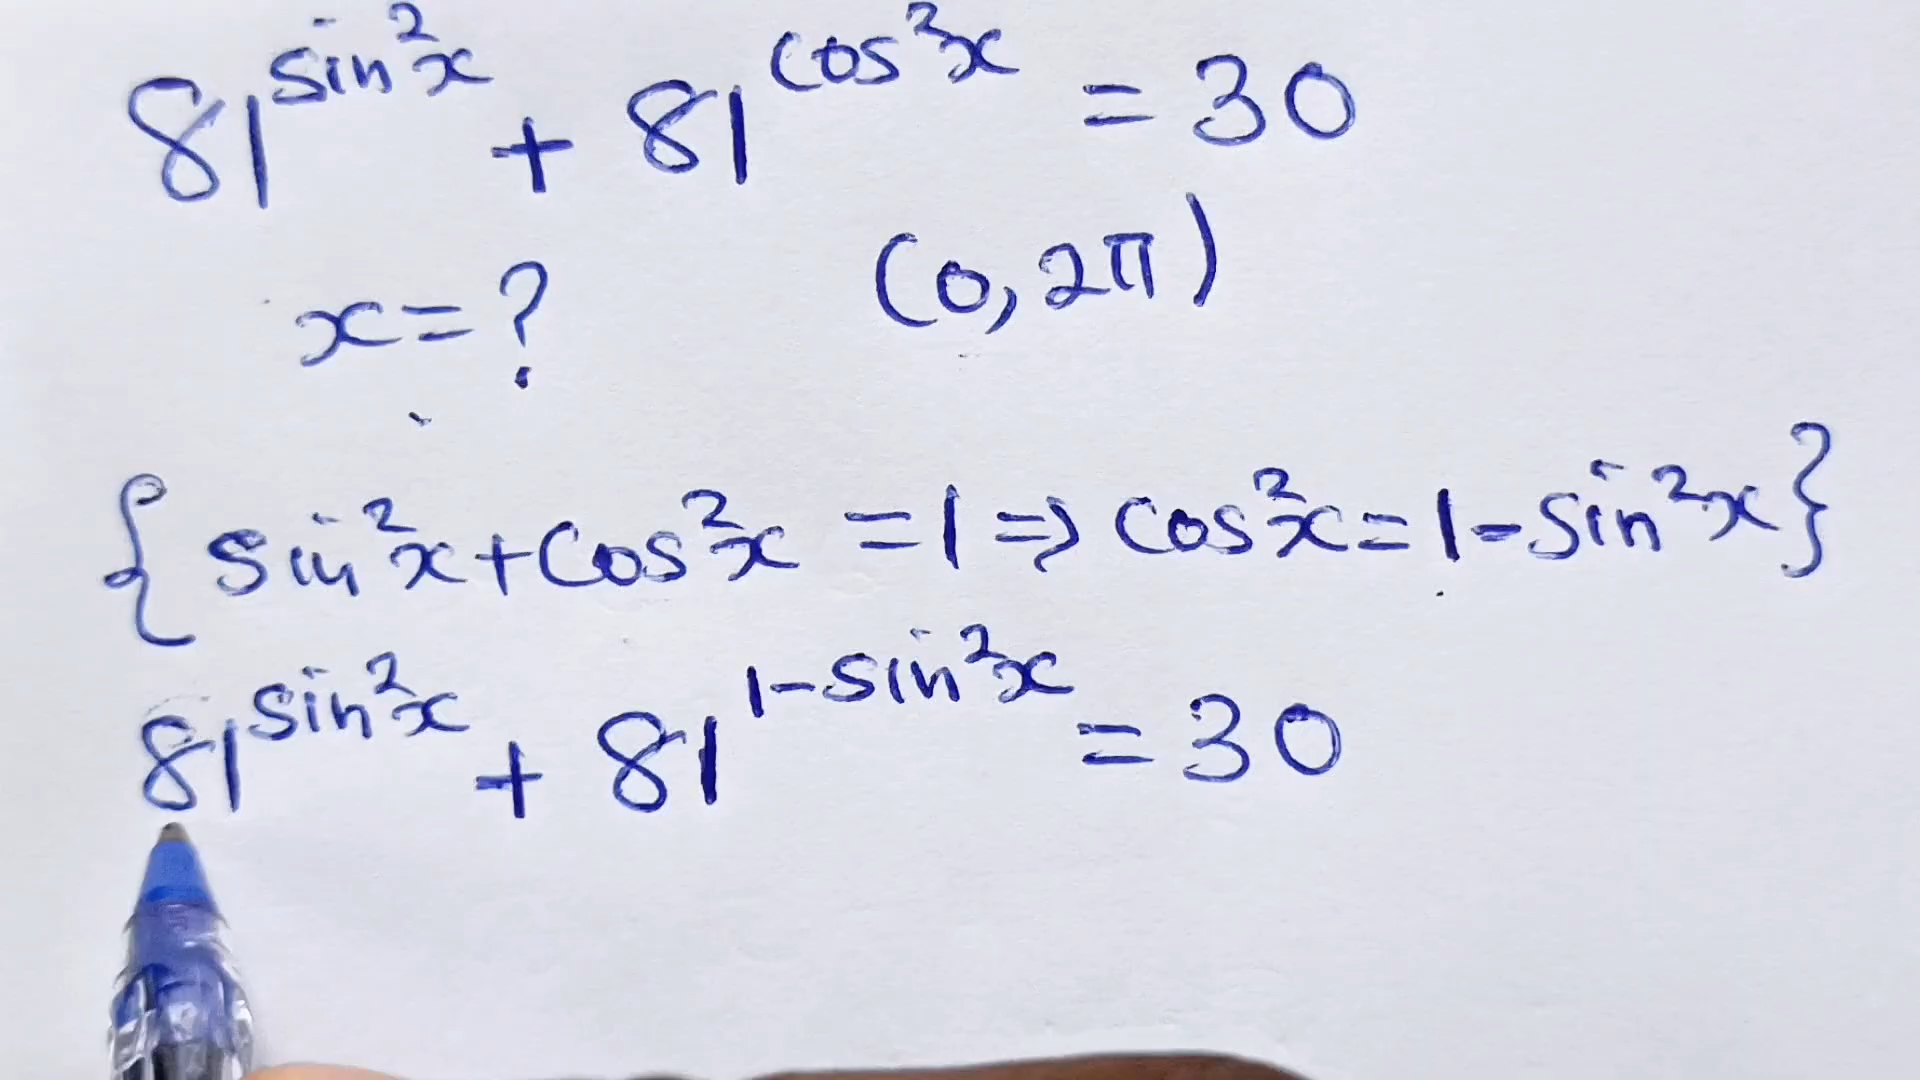 81^sin²x + 81^cos²x = 30
x = ? (0, 2π)
{ sin²x + cos²x = 1 ⇒ cos²x = 1 - sin²x }
81^sin²x + 81^1-sin²x = 30